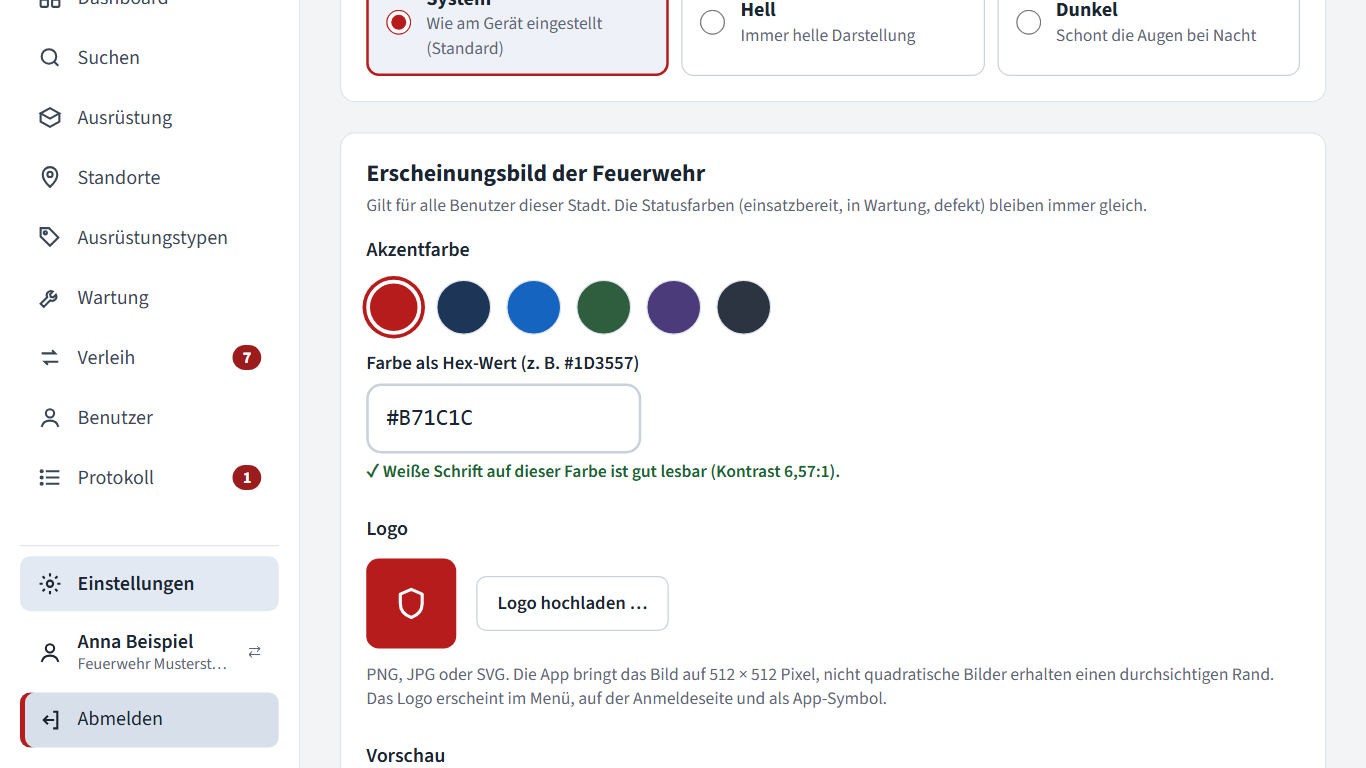 Dashboard
Suchen
Ausrüstung
Standorte
Ausrüstungstypen
Wartung
Verleih 7
Benutzer
Protokoll 1
Einstellungen
Anna Beispiel
Feuerwehr Musterst…
Abmelden
System
Wie am Gerät eingestellt
(Standard)
Hell
Immer helle Darstellung
Dunkel
Schont die Augen bei Nacht
Erscheinungsbild der Feuerwehr
Gilt für alle Benutzer dieser Stadt. Die Statusfarben (einsatzbereit, in Wartung, defekt) bleiben immer gleich.
Akzentfarbe
Farbe als Hex-Wert (z. B. #1D3557)
#B71C1C
✓ Weiße Schrift auf dieser Farbe ist gut lesbar (Kontrast 6,57:1).
Logo
Logo hochladen …
PNG, JPG oder SVG. Die App bringt das Bild auf 512 × 512 Pixel, nicht quadratische Bilder erhalten einen durchsichtigen Rand.
Das Logo erscheint im Menü, auf der Anmeldeseite und als App-Symbol.
Vorschau